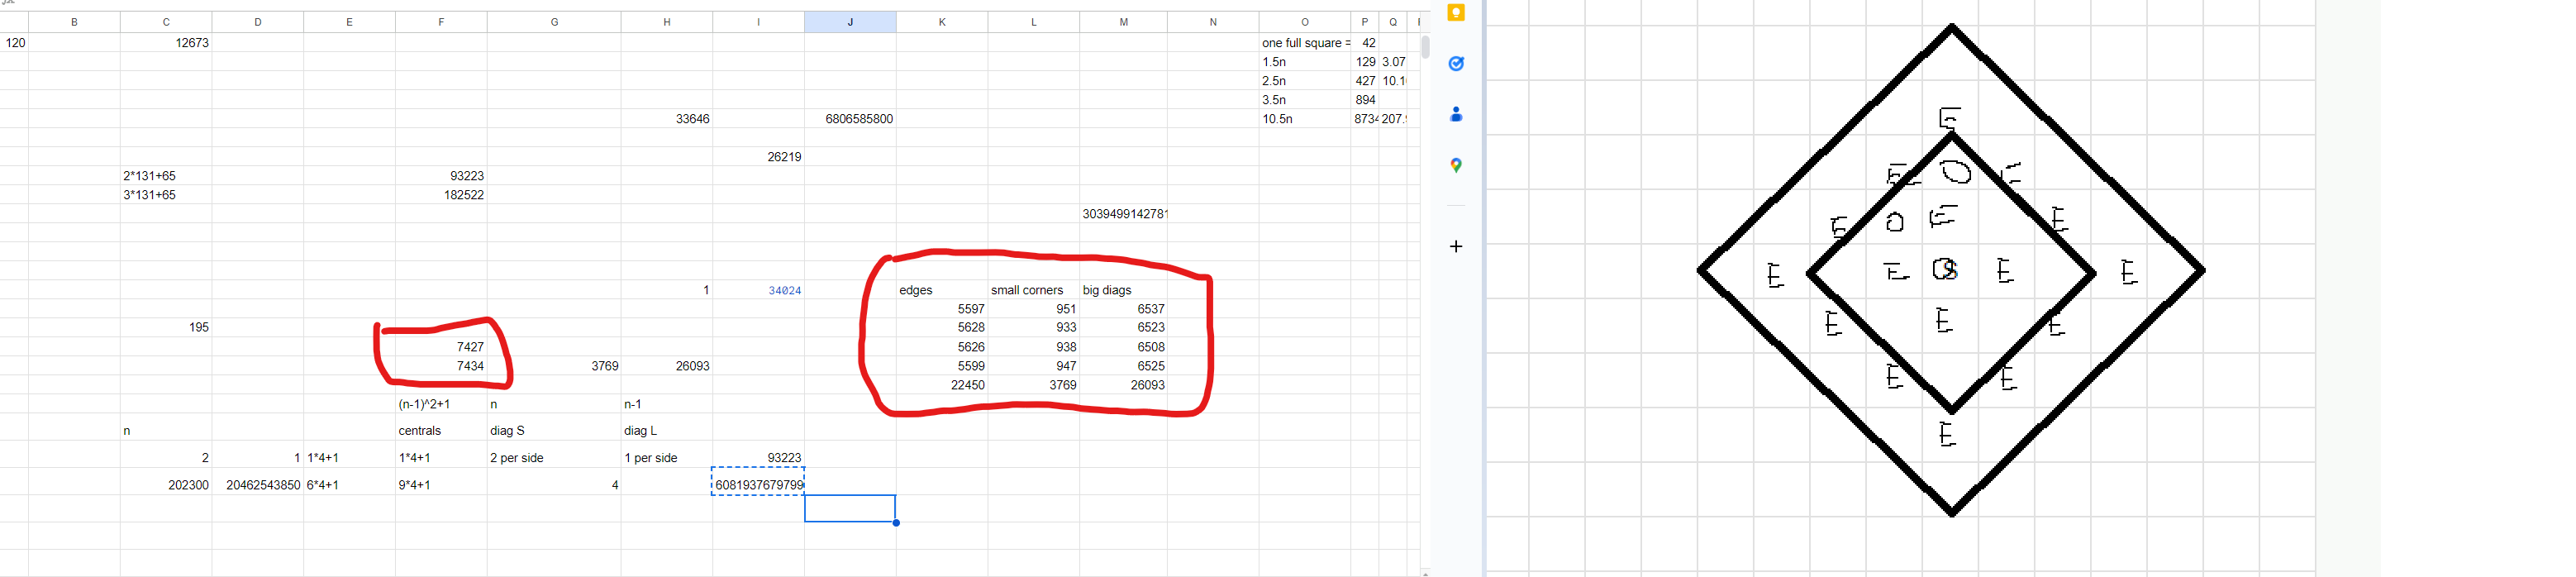 B C D E F G H I J K L M N O P Q
120 12673 one full square = 42
1.5n 129 3.07
2.5n 427
3.5n 894
33646 6806585800 10.5n
26219
2*131+65 93223
3*131+65 182522
3039499142781
1 34024 edges small corners big diags
5597 951 6537
195 5628 933 6523
7427 5626 938 6508
7434 3769 26093 5599 947 6525
22450 3769 26093
(n-1)^2+1 n n-1
n centrals diag S diag L
2 1 1*4+1 1*4+1 2 per side 1 per side 93223
202300 20462543850 6*4+1 9*4+1 4 6081937679799
E
E O E
E O E E
E E O S E E
E E E
E E
E